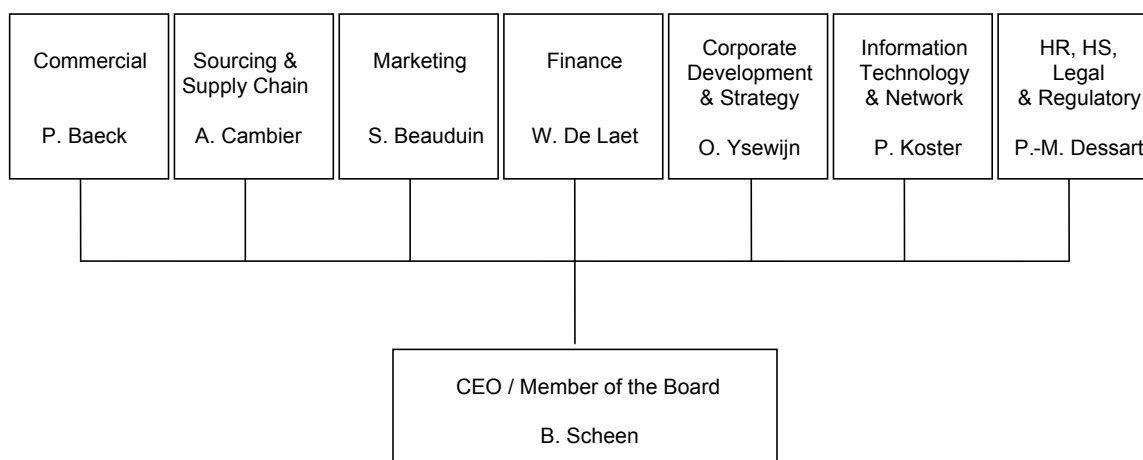 Commercial
P. Baeck
Sourcing &
Supply Chain
A. Cambier
Marketing
S. Beauduin
Finance
W. De Laet
Corporate
Development
& Strategy
O. Ysewijn
Information
Technology
& Network
P. Koster
HR, HS,
Legal
& Regulatory
P.-M. Dessart
CEO / Member of the Board
B. Scheen